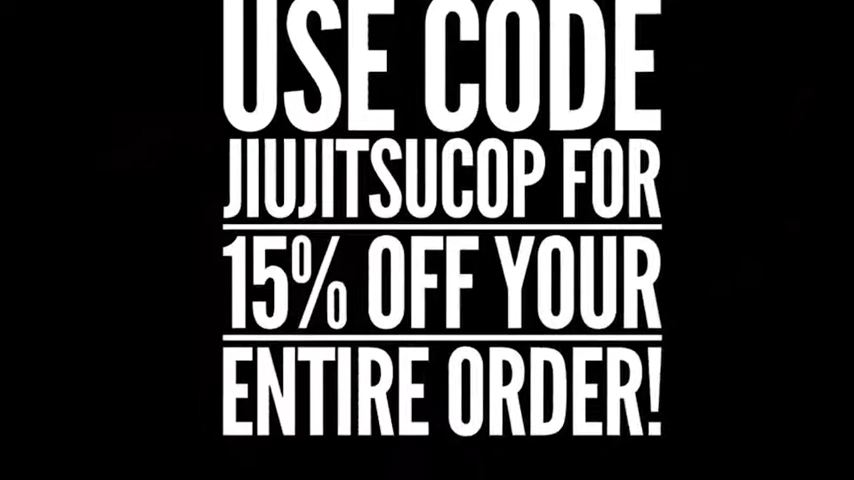 USE CODE
JIUJITSUCOP FOR
15% OFF YOUR
ENTIRE ORDER!